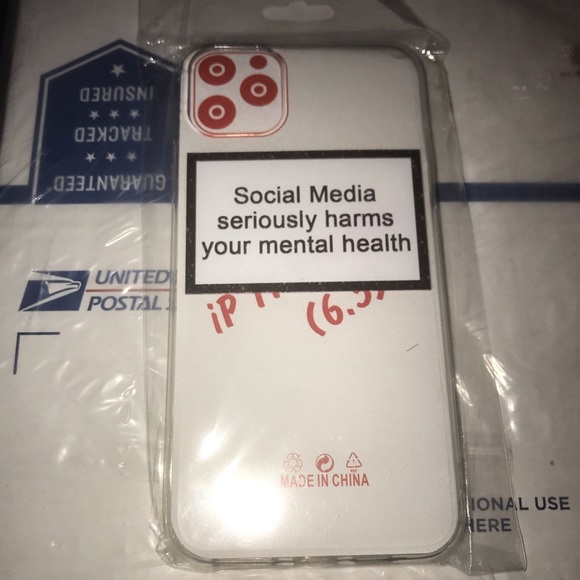 INSURED
TRACKED
GUARANTEED
Social Media
seriously harms
your mental health
UNITED
POSTAL
iP
(6.5)
MADE IN CHINA
IONAL USE
HERE